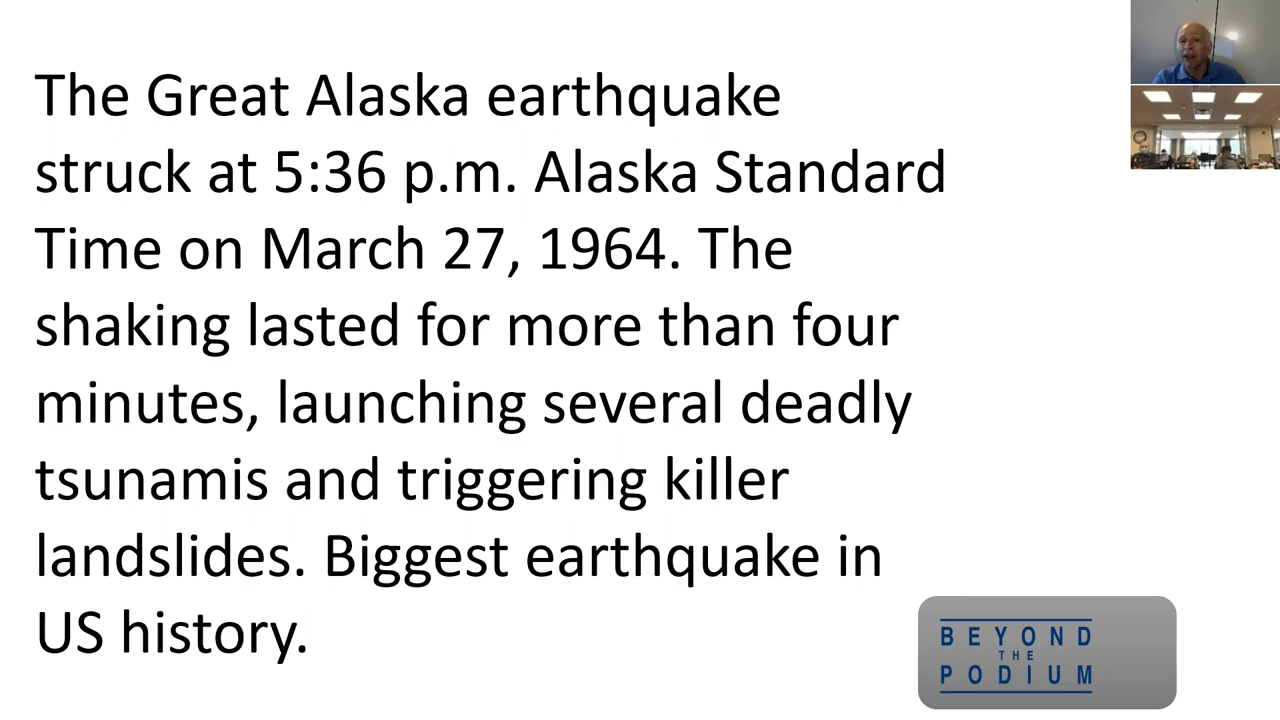 The Great Alaska earthquake
struck at 5:36 p.m. Alaska Standard
Time on March 27, 1964. The
shaking lasted for more than four
minutes, launching several deadly
tsunamis and triggering killer
landslides. Biggest earthquake in
US history.
BEYOND
THE
PODIUM